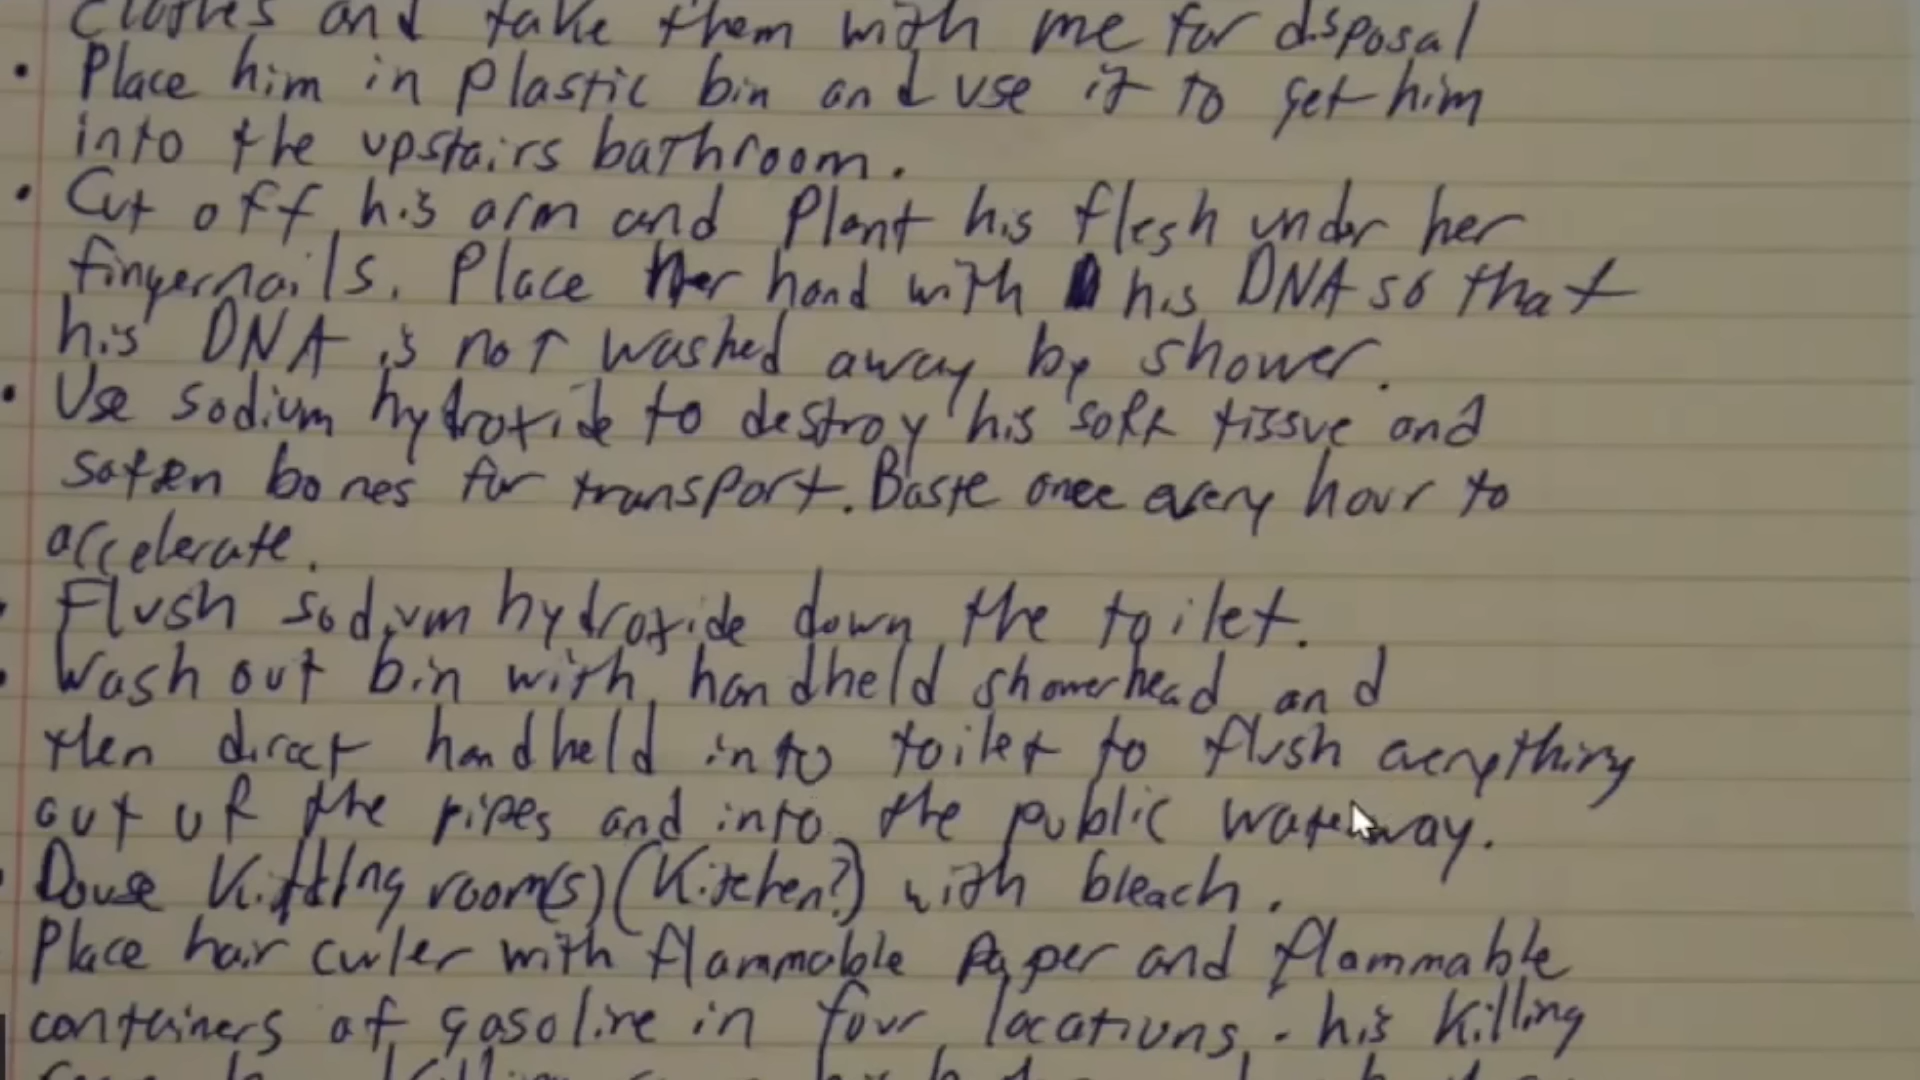 Clothes and take them with me for disposal
• Place him in plastic bin and use it to get him
into the upstairs bathroom.
• Cut off his arm and plant his flesh under her
fingernails. Place her hand with his DNA so that
his DNA is not washed away by shower.
• Use sodium hydroxide to destroy his soft tissue and
soften bones for transport. Baste once every hour to
accelerate.
• Flush sodium hydroxide down the toilet.
• Wash out bin with handheld showerhead and
then direct handheld into toilet to flush everything
out of the pipes and into the public waterway.
• Douse killing room(s) (kitchen?) with bleach.
Place hair curler with flammable paper and flammable
containers of gasoline in four locations - his killing